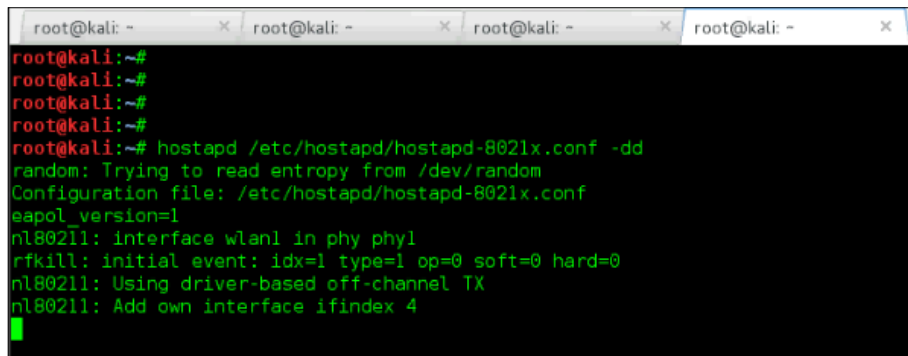 root@kali: ~ × root@kali: ~ × root@kali: ~ × root@kali: ~ ×
root@kali:~#
root@kali:~#
root@kali:~#
root@kali:~#
root@kali:~# hostapd /etc/hostapd/hostapd-8021x.conf -dd
random: Trying to read entropy from /dev/random
Configuration file: /etc/hostapd/hostapd-8021x.conf
eapol_version=1
nl80211: interface wlan1 in phy phy1
rfkill: initial event: idx=1 type=1 op=0 soft=0 hard=0
nl80211: Using driver-based off-channel TX
nl80211: Add own interface ifindex 4